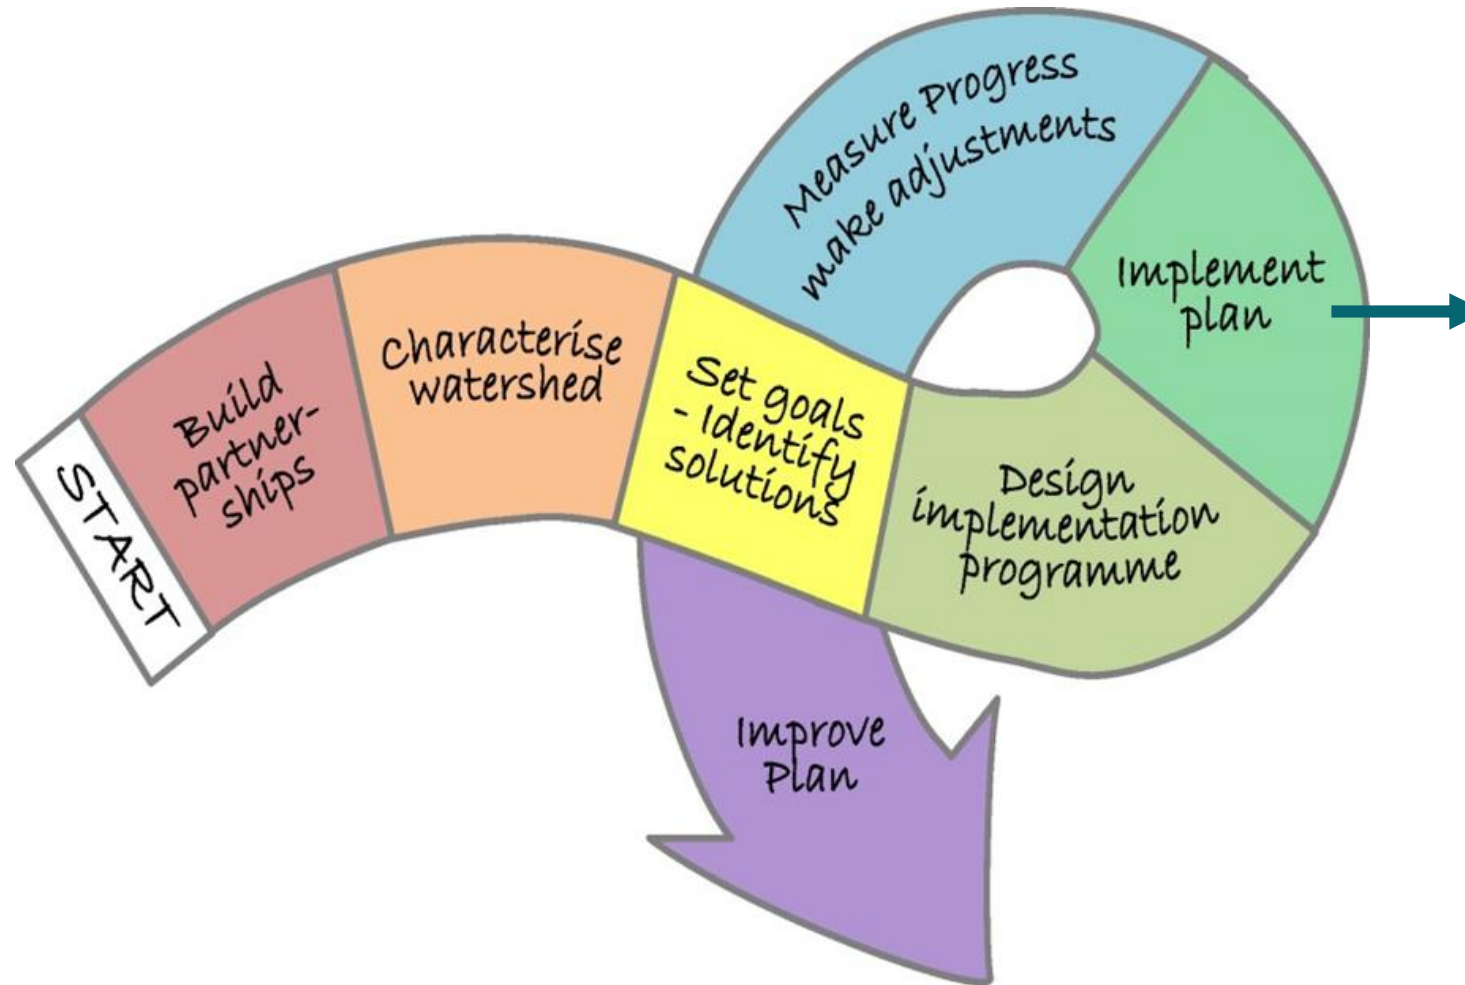 START
Build
partner-
ships
Characterise
watershed
Set goals
- Identify
solutions
Design
implementation
programme
Implement
plan
Measure Progress
make adjustments
Improve
Plan